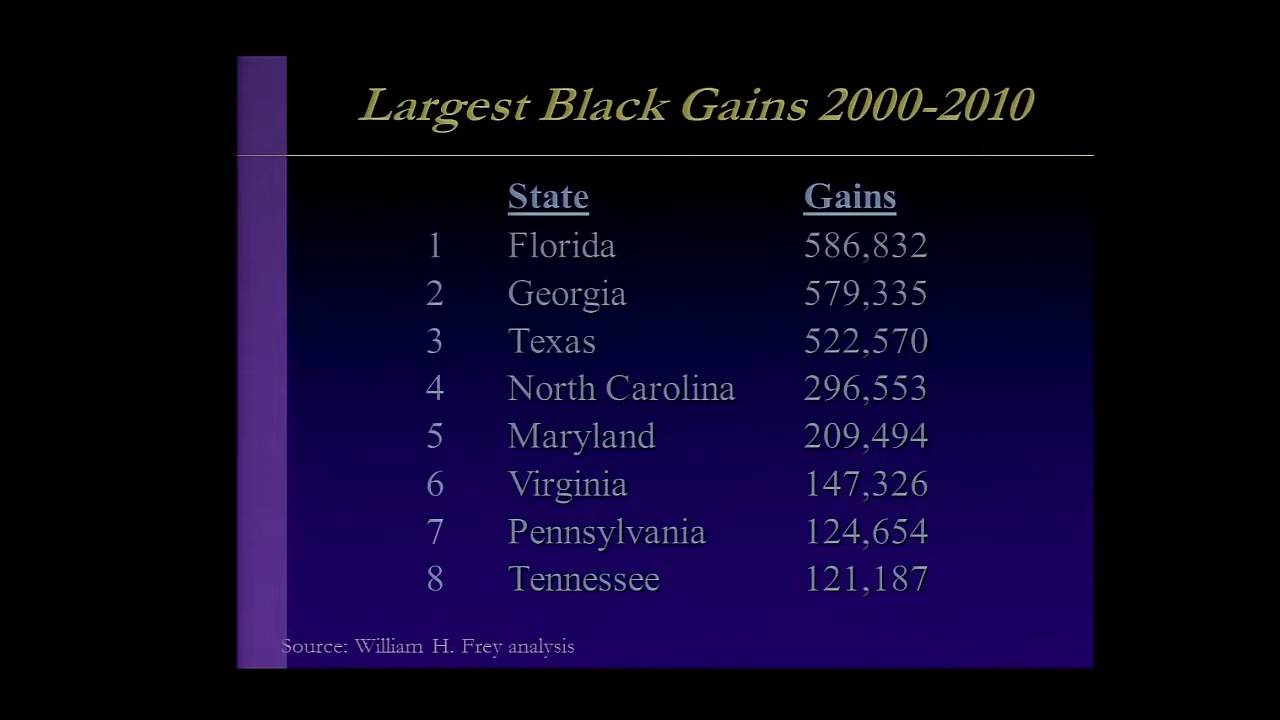 Largest Black Gains 2000-2010
State Gains
1 Florida 586,832
2 Georgia 579,335
3 Texas 522,570
4 North Carolina 296,553
5 Maryland 209,494
6 Virginia 147,326
7 Pennsylvania 124,654
8 Tennessee 121,187
Source: William H. Frey analysis